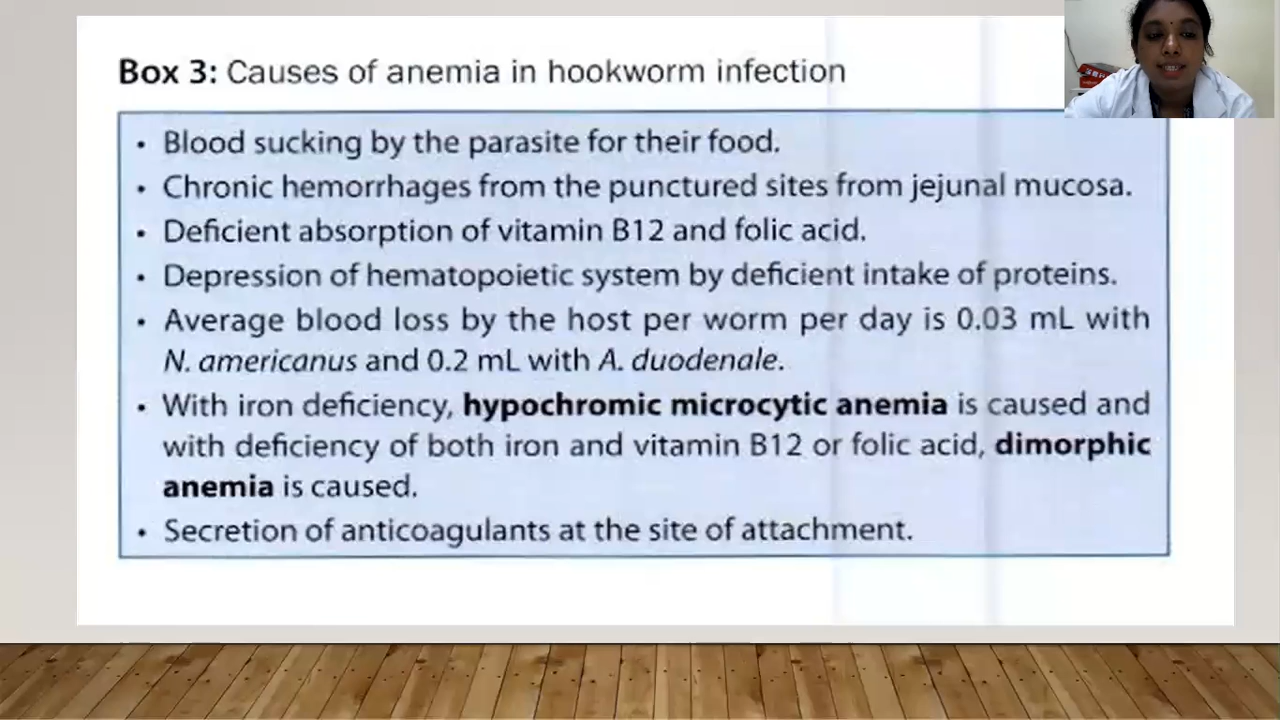 Box 3: Causes of anemia in hookworm infection
• Blood sucking by the parasite for their food.
• Chronic hemorrhages from the punctured sites from jejunal mucosa.
• Deficient absorption of vitamin B12 and folic acid.
• Depression of hematopoietic system by deficient intake of proteins.
• Average blood loss by the host per worm per day is 0.03 mL with
N. americanus and 0.2 mL with A. duodenale.
• With iron deficiency, hypochromic microcytic anemia is caused and
with deficiency of both iron and vitamin B12 or folic acid, dimorphic
anemia is caused.
• Secretion of anticoagulants at the site of attachment.